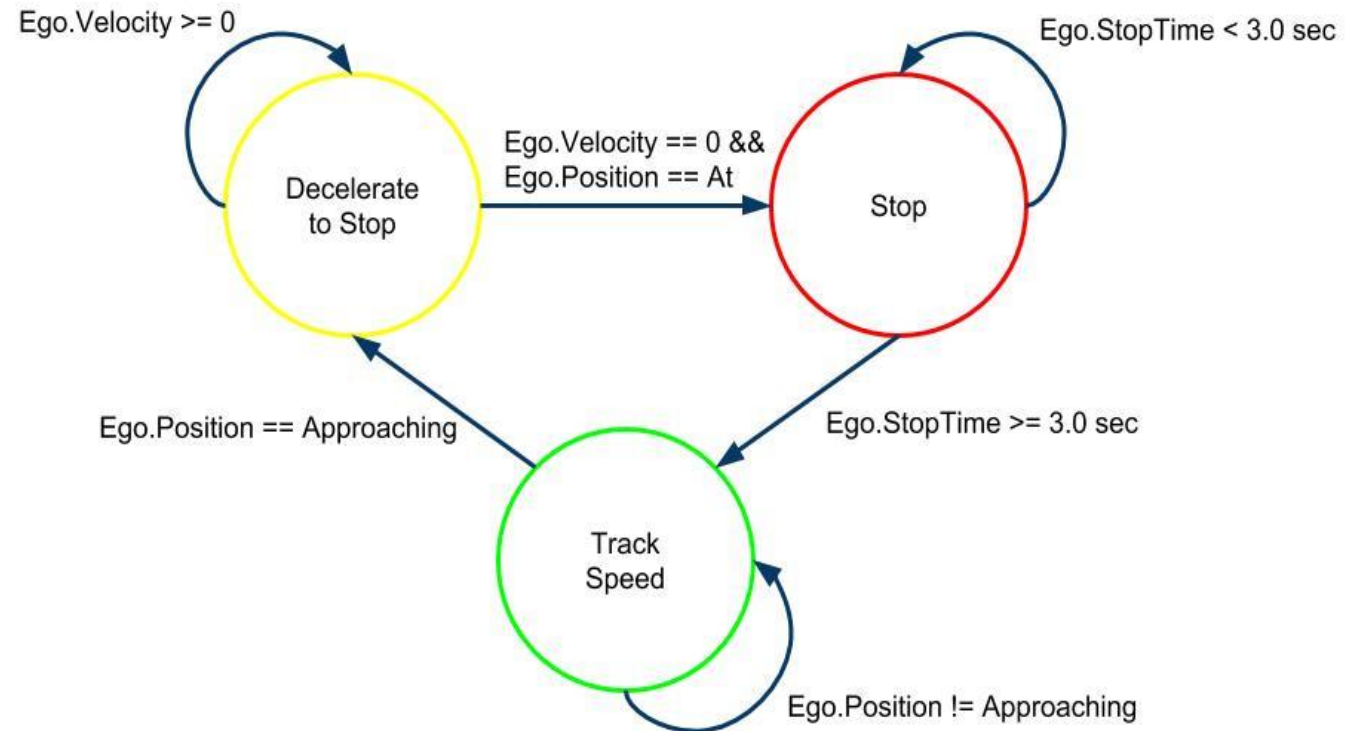 Ego.Velocity >= 0
Ego.StopTime < 3.0 sec
Ego.Velocity == 0 &&
Ego.Position == At
Decelerate
to Stop
Stop
Ego.Position == Approaching
Ego.StopTime >= 3.0 sec
Track
Speed
Ego.Position != Approaching